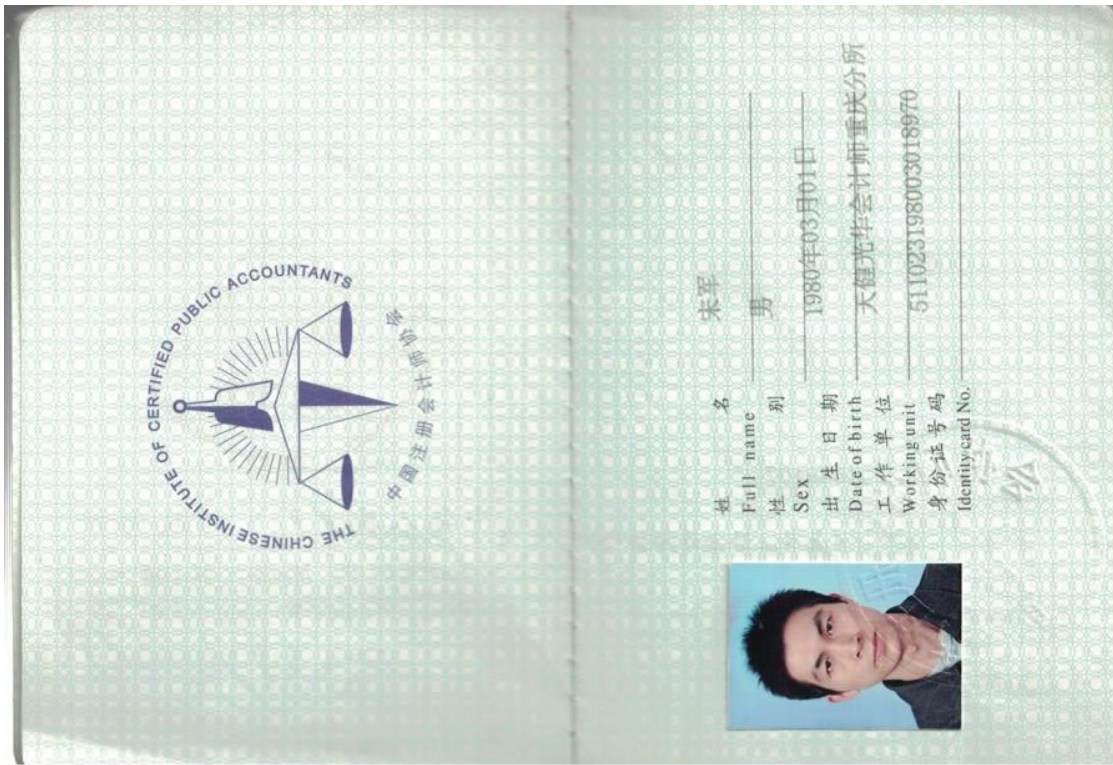 THE CHINESE INSTITUTE OF CERTIFIED PUBLIC ACCOUNTANTS
中国注册会计师协会
姓 名 宋军
Full name
性 别 男
Sex
出 生 日 期 1980年03月01日
Date of birth
工 作 单 位 天健光华会计师重庆分所
Working unit
身份证号码 511023198003018970
Identity card No.